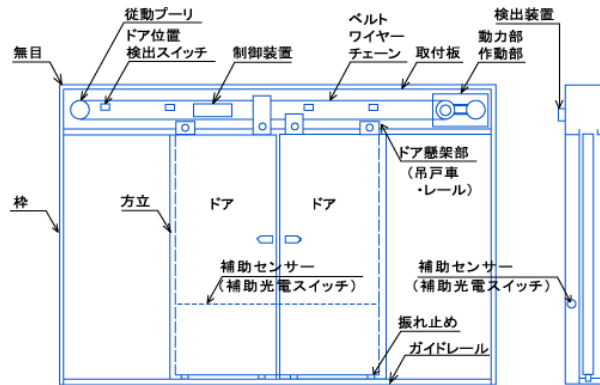 従動プーリ
ドア位置
検出スイッチ
無目
制御装置
ベルト
ワイヤー
チェーン
取付板
動力部
作動部
検出装置
ドア懸架部
(吊戸車
・レール)
枠
方立
ドア
ドア
補助センサー
(補助光電スイッチ)
補助センサー
(補助光電スイッチ)
振れ止め
ガイドレール